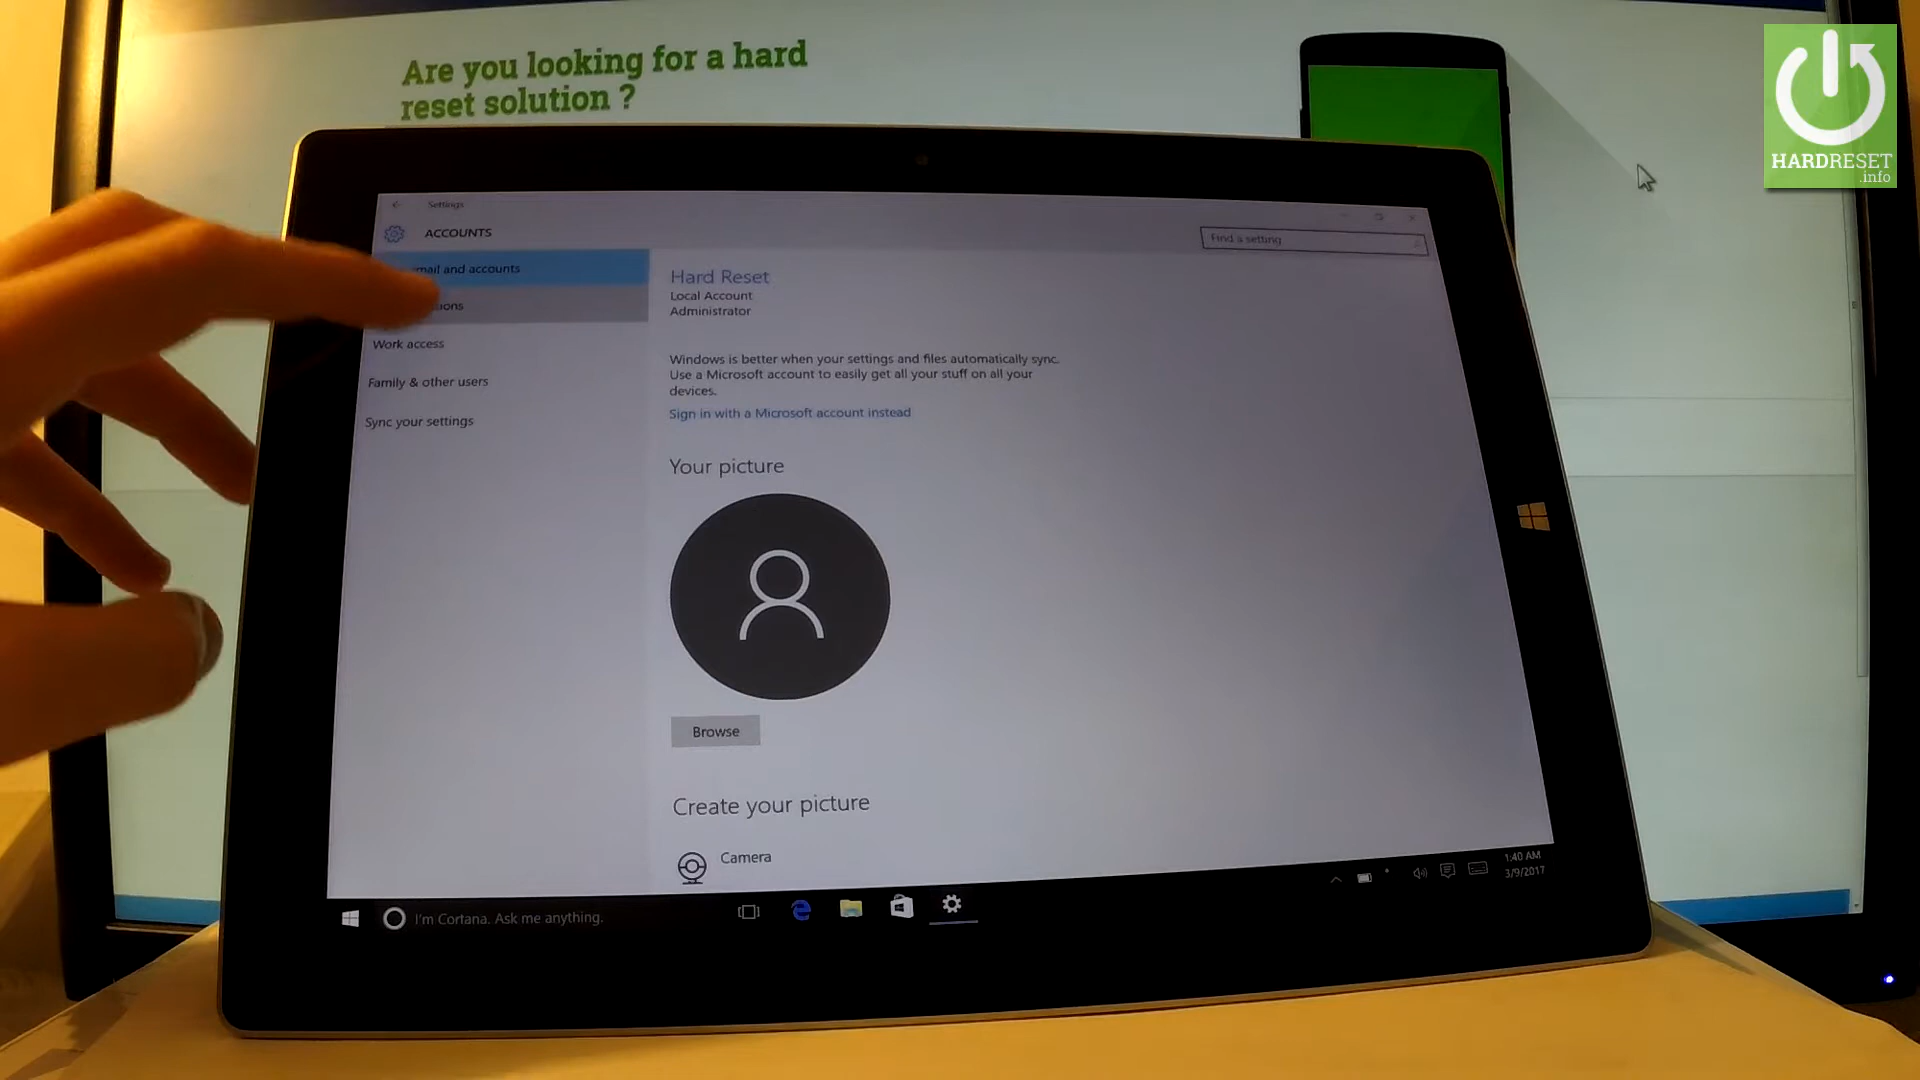 Are you looking for a hard
reset solution ?
HARDRESET
.info
Settings
ACCOUNTS
Find a setting
mail and accounts
ions
Work access
Family & other users
Sync your settings
Hard Reset
Local Account
Administrator
Windows is better when your settings and files automatically sync.
Use a Microsoft account to easily get all your stuff on all your
devices.
Sign in with a Microsoft account instead
Your picture
Browse
Create your picture
Camera
I'm Cortana. Ask me anything.
1:40 AM
3/9/2017